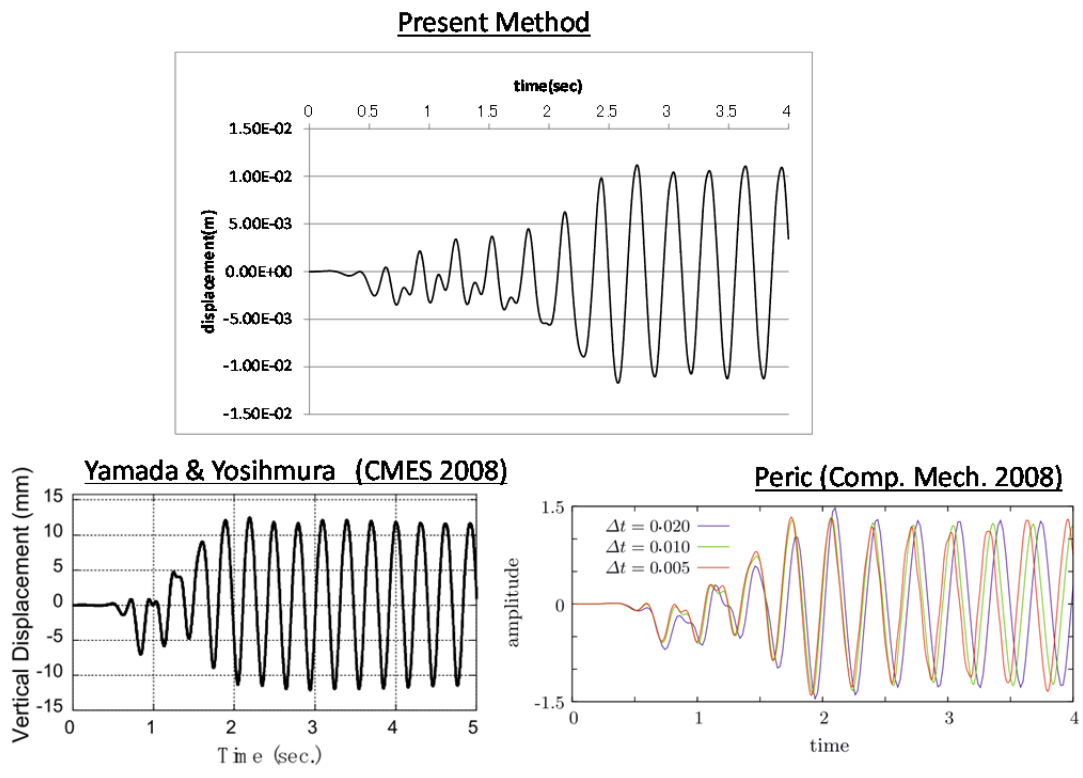 Present Method
time(sec)
0 0.5 1 1.5 2 2.5 3 3.5 4
1.50E-02
1.00E-02
5.00E-03
0.00E+00
-5.00E-03
-1.00E-02
-1.50E-02
displacement(m)
Yamada & Yosihmura (CMES 2008)
15
10
5
0
-5
-10
-15
Vertical Displacement (mm)
0 1 2 3 4 5
Time (sec.)
Peric (Comp. Mech. 2008)
1.5
0
-1.5
amplitude
Δt = 0.020
Δt = 0.010
Δt = 0.005
0 1 2 3 4
time